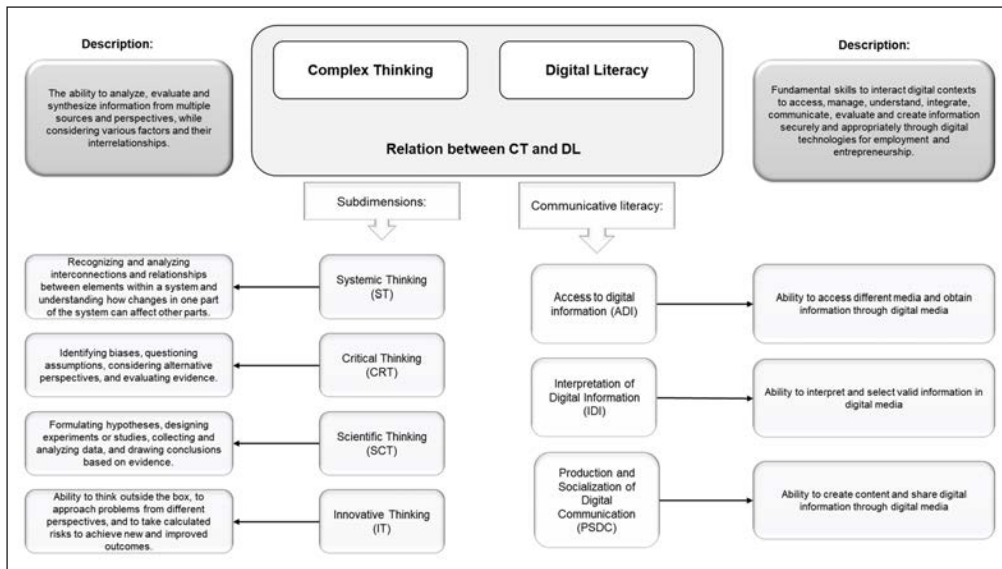 Description:
The ability to analyze, evaluate and
synthesize information from multiple
sources and perspectives, while
considering various factors and their
interrelationships.
Complex Thinking
Digital Literacy
Relation between CT and DL
Description:
Fundamental skills to interact digital contexts
to access, manage, understand, integrate,
communicate, evaluate and create information
securely and appropriately through digital
technologies for employment and
entrepreneurship.
Subdimensions:
Communicative literacy:
Recognizing and analyzing
interconnections and relationships
between elements within a system and
understanding how changes in one part
of the system can affect other parts.
Systemic Thinking
(ST)
Identifying biases, questioning
assumptions, considering alternative
perspectives, and evaluating evidence.
Critical Thinking
(CRT)
Formulating hypotheses, designing
experiments or studies, collecting and
analyzing data, and drawing conclusions
based on evidence.
Scientific Thinking
(SCT)
Ability to think outside the box, to
approach problems from different
perspectives, and to take calculated
risks to achieve new and improved
outcomes.
Innovative Thinking
(IT)
Access to digital
information (ADI)
Ability to access different media and obtain
information through digital media
Interpretation of
Digital Information
(IDI)
Ability to interpret and select valid information in
digital media
Production and
Socialization of
Digital
Communication
(PSDC)
Ability to create content and share digital
information through digital media